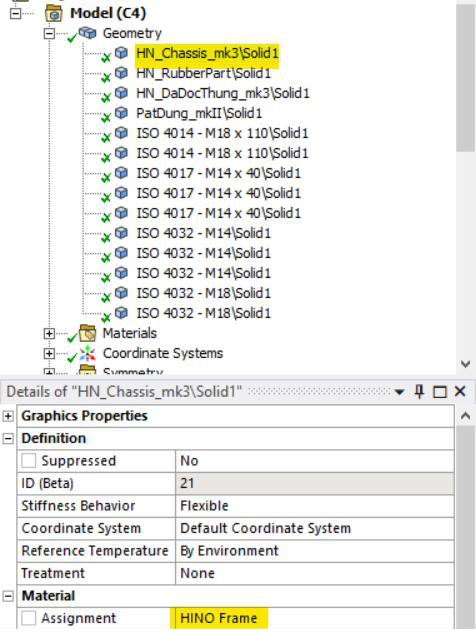 Model (C4)
Geometry
HN_Chassis_mk3\Solid1
HN_RubberPart\Solid1
HN_DaDocThung_mk3\Solid1
PatDung_mkII\Solid1
ISO 4014 - M18 x 110\Solid1
ISO 4014 - M18 x 110\Solid1
ISO 4017 - M14 x 40\Solid1
ISO 4017 - M14 x 40\Solid1
ISO 4017 - M14 x 40\Solid1
ISO 4032 - M14\Solid1
ISO 4032 - M14\Solid1
ISO 4032 - M14\Solid1
ISO 4032 - M18\Solid1
ISO 4032 - M18\Solid1
Materials
Coordinate Systems
Symmetry
Details of "HN_Chassis_mk3\Solid1"
Graphics Properties
Definition
Suppressed No
ID (Beta) 21
Stiffness Behavior Flexible
Coordinate System Default Coordinate System
Reference Temperature By Environment
Treatment None
Material
Assignment HINO Frame